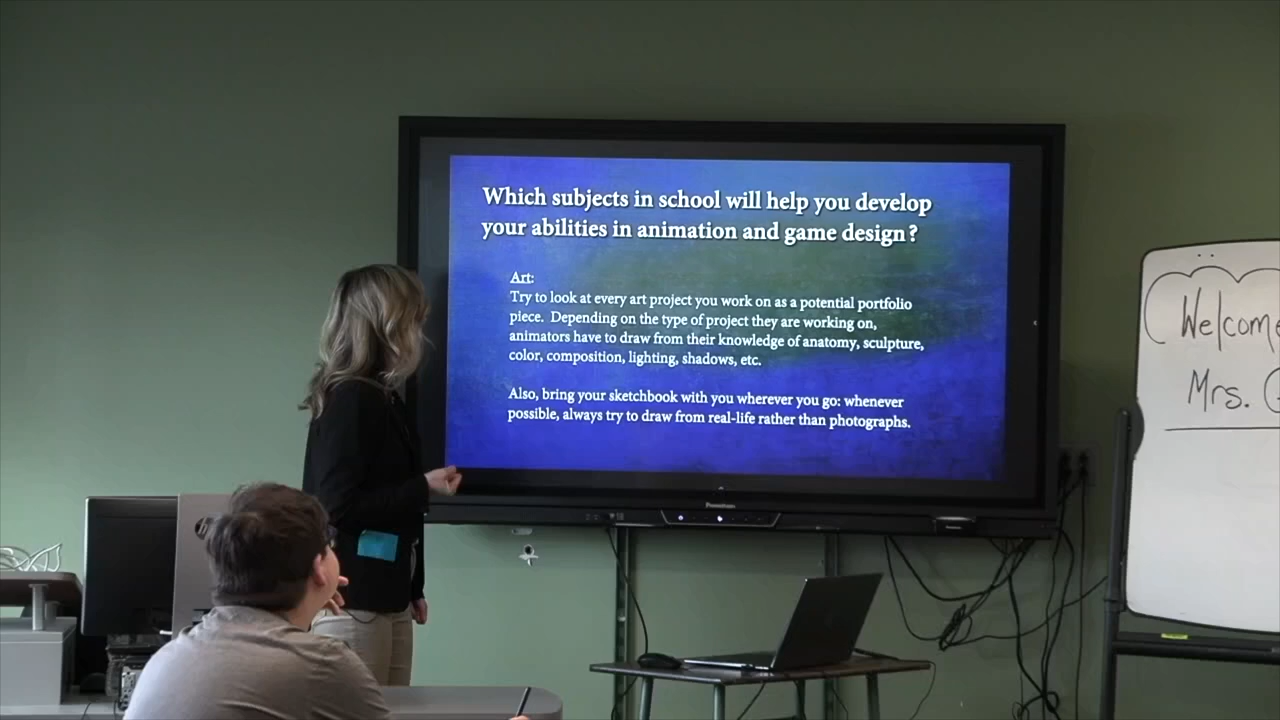 Which subjects in school will help you develop
your abilities in animation and game design?
Art:
Try to look at every art project you work on as a potential portfolio
piece. Depending on the type of project they are working on,
animators have to draw from their knowledge of anatomy, sculpture,
color, composition, lighting, shadows, etc.
Also, bring your sketchbook with you wherever you go: whenever
possible, always try to draw from real-life rather than photographs.
Welcome
Mrs.